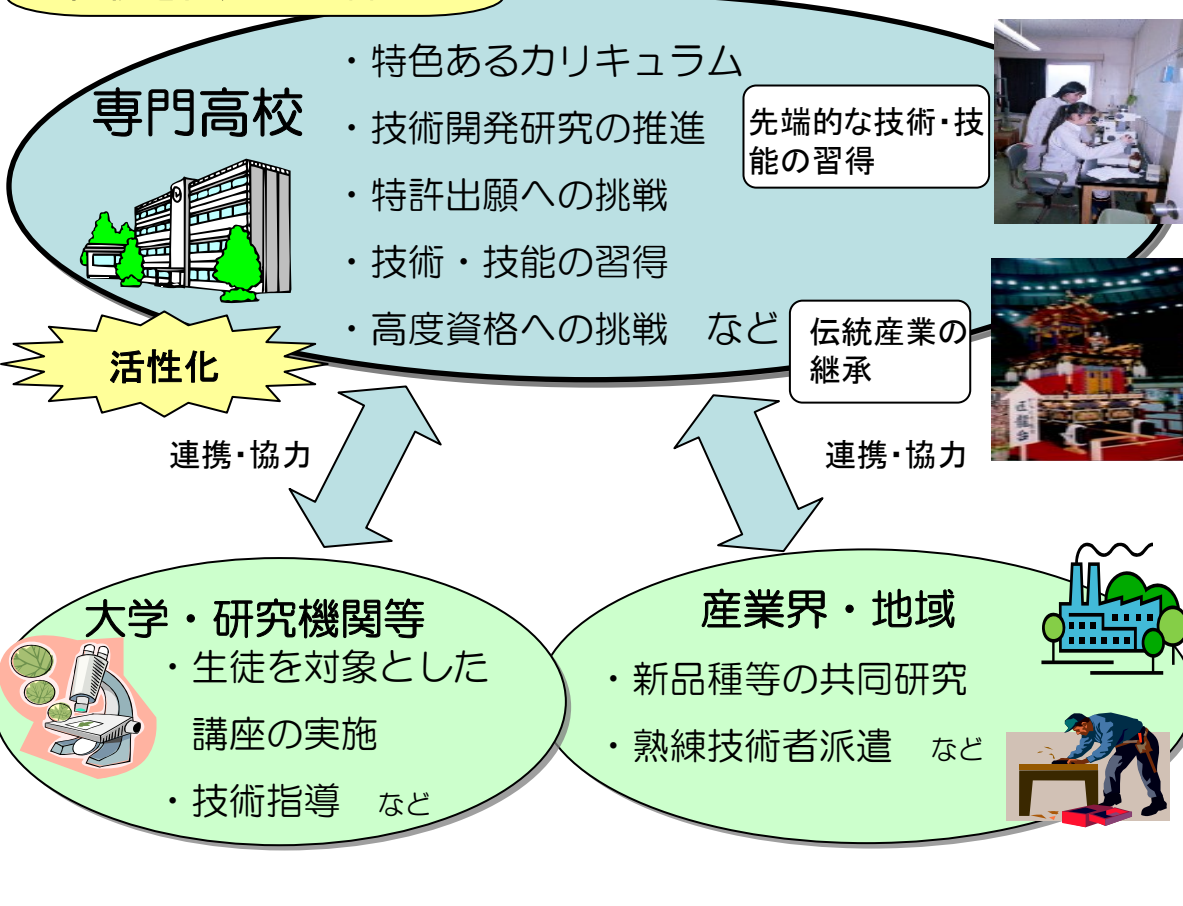 専門高校
・特色あるカリキュラム
・技術開発研究の推進
・特許出願への挑戦
・技術・技能の習得
・高度資格への挑戦　など
先端的な技術・技
能の習得
伝統産業の
継承
活性化
連携・協力
連携・協力
大学・研究機関等
・生徒を対象とした
講座の実施
・技術指導　など
産業界・地域
・新品種等の共同研究
・熟練技術者派遣　など